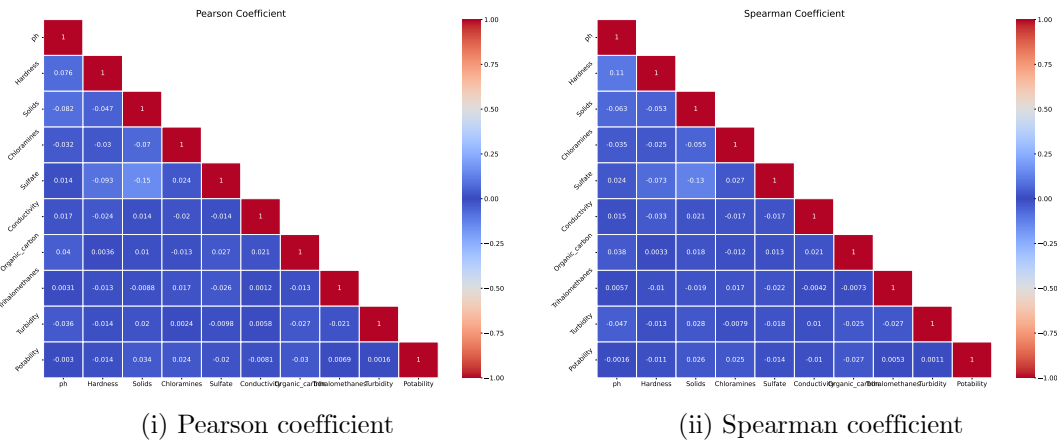 Pearson Coefficient
ph 1
Hardness 0.076 1
Solids -0.082 -0.047 1
Chloramines -0.032 -0.03 -0.07 1
Sulfate 0.014 -0.093 -0.15 0.024 1
Conductivity 0.017 -0.024 0.014 -0.02 -0.014 1
Organic_carbon 0.04 0.0036 0.01 -0.013 0.027 0.021 1
Trihalomethanes 0.0031 -0.013 -0.0088 0.017 -0.026 0.0012 -0.013 1
Turbidity -0.036 -0.014 0.02 0.0024 -0.0098 0.0058 -0.027 -0.021 1
Potability -0.003 -0.014 0.034 0.024 -0.02 -0.0081 -0.03 0.0069 0.0016 1
ph Hardness Solids Chloramines Sulfate Conductivity Organic_carbon Trihalomethanes Turbidity Potability
1.00
0.75
0.50
0.25
0.00
−0.25
−0.50
−0.75
−1.00
(i) Pearson coefficient
Spearman Coefficient
ph 1
Hardness 0.11 1
Solids -0.063 -0.053 1
Chloramines -0.035 -0.025 -0.055 1
Sulfate 0.024 -0.073 -0.13 0.027 1
Conductivity 0.015 -0.033 0.021 -0.017 -0.017 1
Organic_carbon 0.038 0.0033 0.018 -0.012 0.013 0.021 1
Trihalomethanes 0.0057 -0.01 -0.019 0.017 -0.022 -0.0042 -0.0073 1
Turbidity -0.047 -0.013 0.028 -0.0079 -0.018 0.01 -0.025 -0.027 1
Potability -0.0016 -0.011 0.026 0.025 -0.014 -0.01 -0.027 0.0053 0.0011 1
ph Hardness Solids Chloramines Sulfate Conductivity Organic_carbon Trihalomethanes Turbidity Potability
1.00
0.75
0.50
0.25
0.00
−0.25
−0.50
−0.75
−1.00
(ii) Spearman coefficient